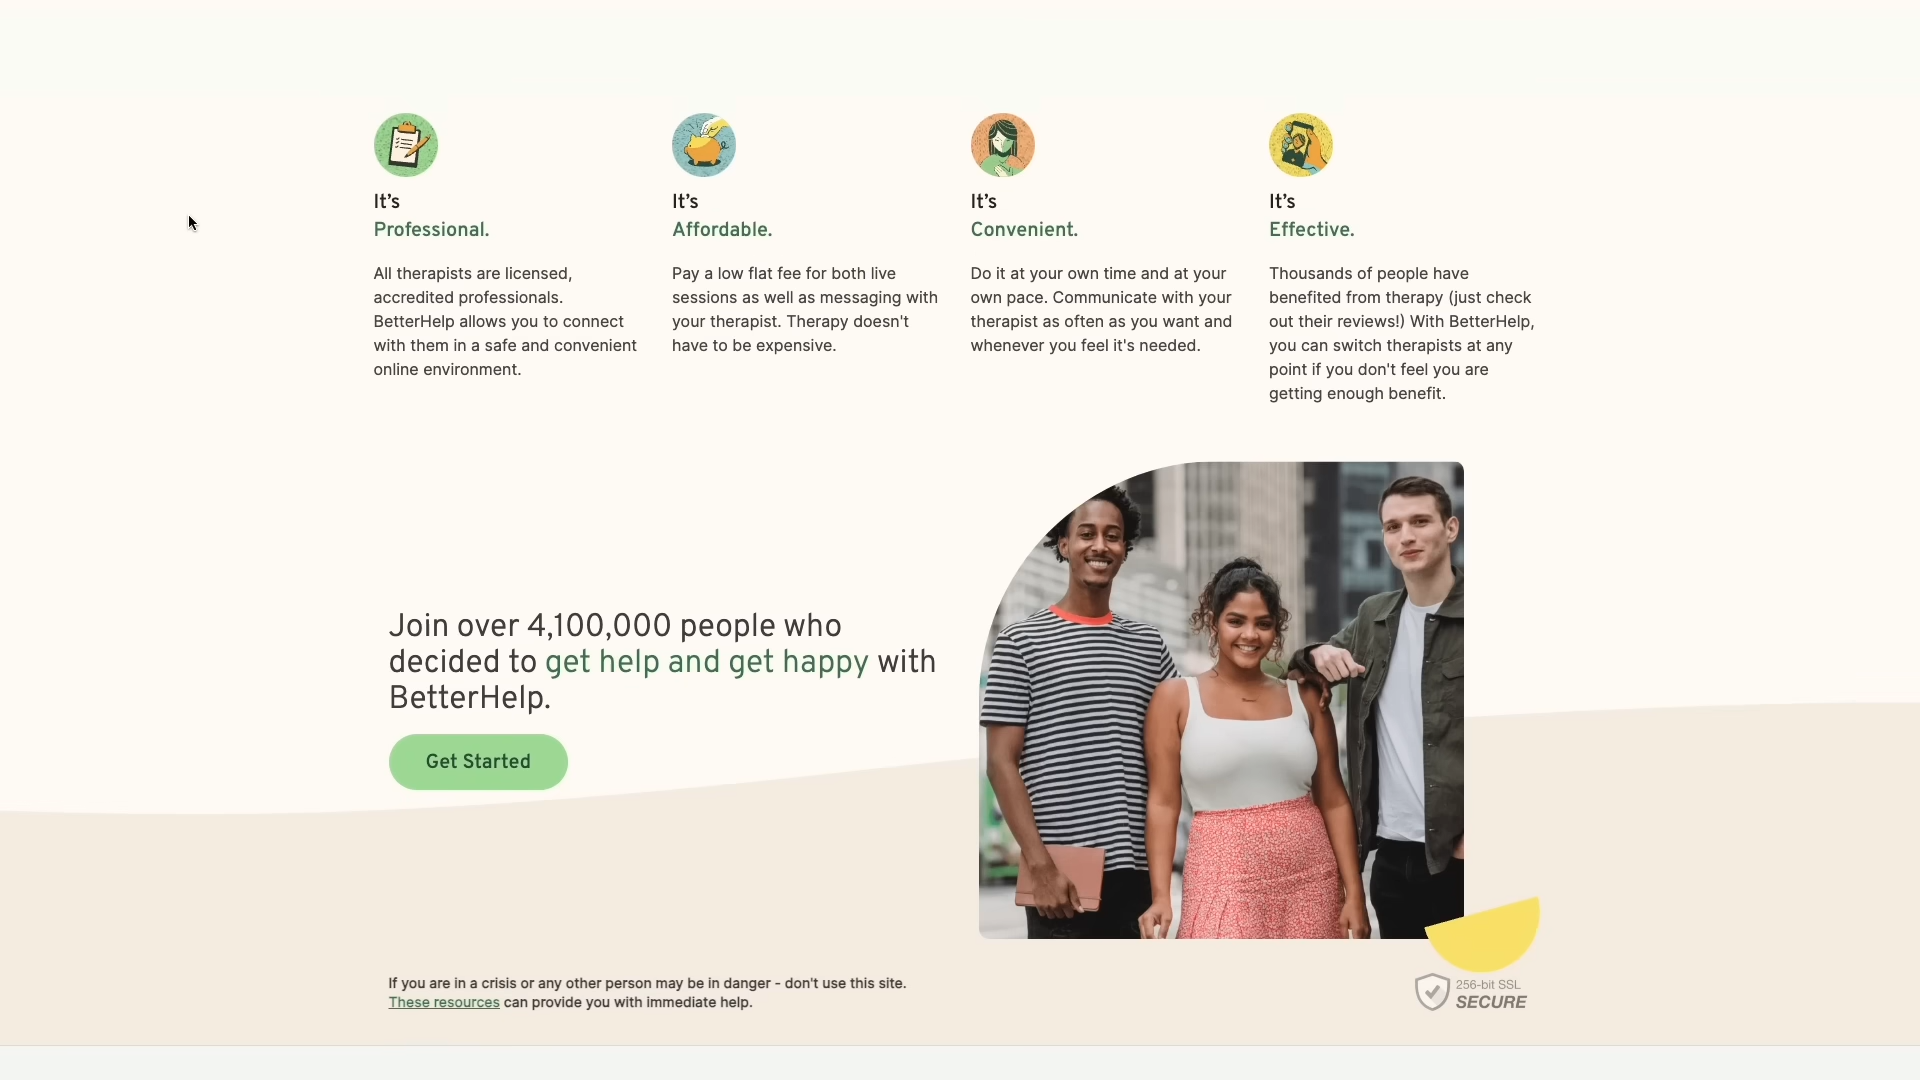 It’s
Professional.
All therapists are licensed,
accredited professionals.
BetterHelp allows you to connect
with them in a safe and convenient
online environment.
It’s
Affordable.
Pay a low flat fee for both live
sessions as well as messaging with
your therapist. Therapy doesn't
have to be expensive.
It’s
Convenient.
Do it at your own time and at your
own pace. Communicate with your
therapist as often as you want and
whenever you feel it's needed.
It’s
Effective.
Thousands of people have
benefited from therapy (just check
out their reviews!) With BetterHelp,
you can switch therapists at any
point if you don't feel you are
getting enough benefit.
Join over 4,100,000 people who
decided to get help and get happy with
BetterHelp.
Get Started
If you are in a crisis or any other person may be in danger - don't use this site.
These resources can provide you with immediate help.
256-bit SSL
SECURE